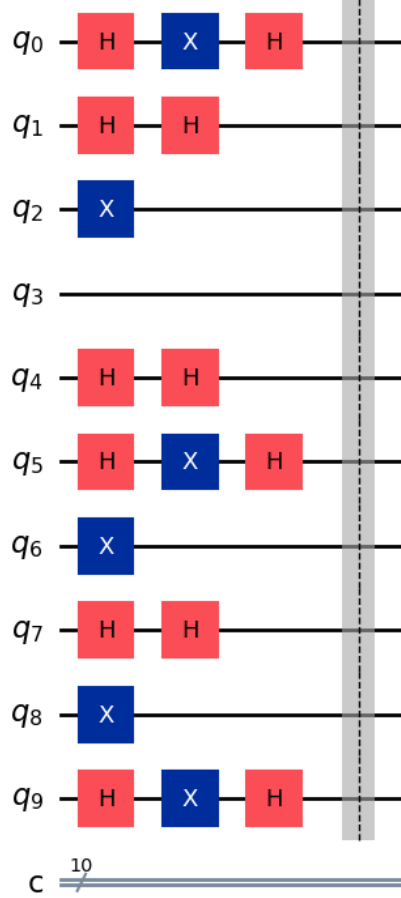 q0 H X H
q1 H H
q2 X
q3
q4 H H
q5 H X H
q6 X
q7 H H
q8 X
q9 H X H
10
c